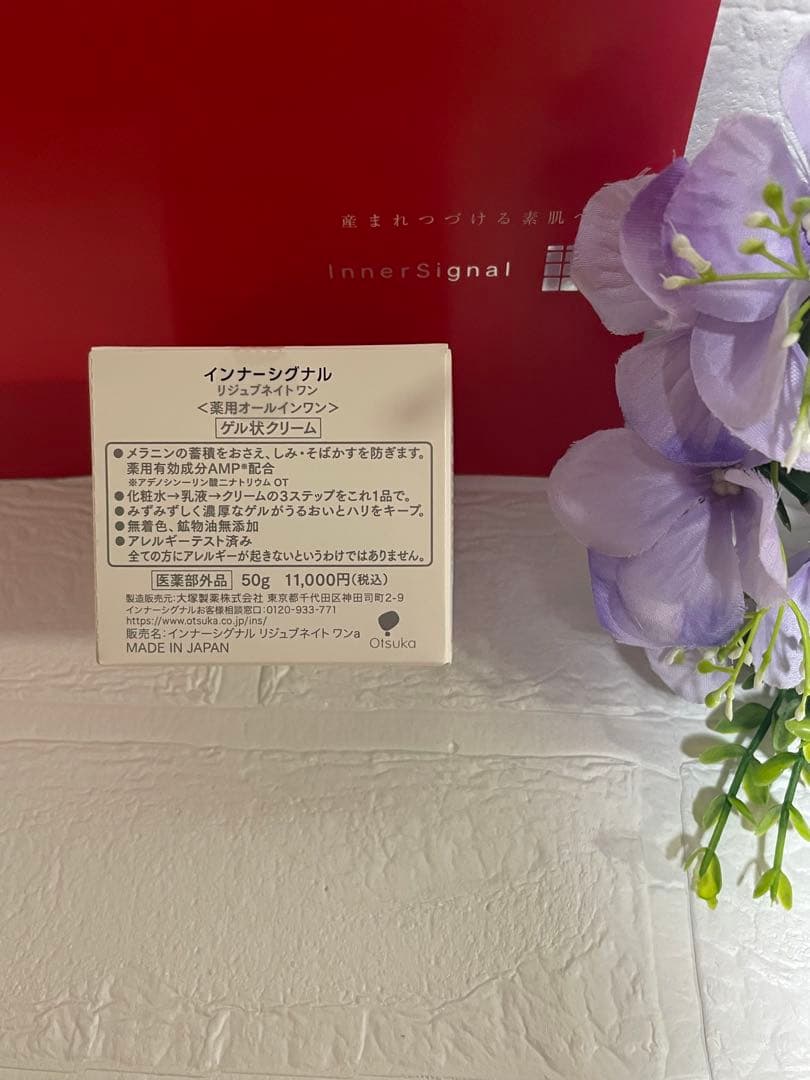 産まれつづける素肌へ
InnerSignal
インナーシグナル
リジュブネイト ワン
＜薬用オールインワン＞
ゲル状クリーム
●メラニンの蓄積をおさえ、しみ・そばかすを防ぎます。
薬用有効成分AMP※配合
※アデノシン一リン酸二ナトリウム OT
●化粧水→乳液→クリームの3ステップをこれ1品で。
●みずみずしく濃厚なゲルがうるおいとハリをキープ。
●無着色、鉱物油無添加
●アレルギーテスト済み
全ての方にアレルギーが起きないというわけではありません。
医薬部外品 50g 11,000円(税込)
製造販売元:大塚製薬株式会社 東京都千代田区神田司町2-9
インナーシグナルお客様相談窓口:0120-933-771
https://www.otsuka.co.jp/ins/
販売名:インナーシグナル リジュブネイト ワンa
MADE IN JAPAN
Otsuka